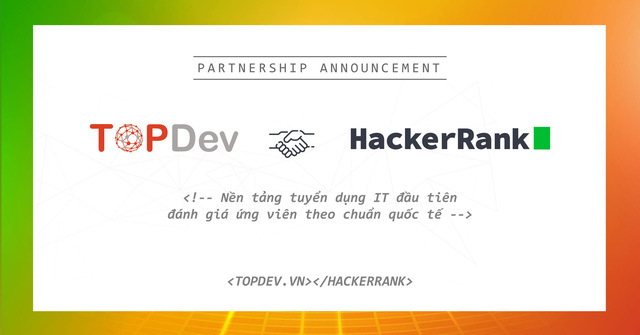 PARTNERSHIP ANNOUNCEMENT
TOPDev HackerRank
<!-- Nền tảng tuyển dụng IT đầu tiên
đánh giá ứng viên theo chuẩn quốc tế -->
<TOPDEV.VN></HACKERRANK>